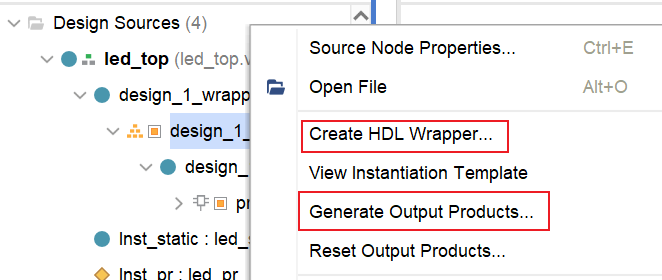 Design Sources (4)
led_top (led_top.v
design_1_wrapp
design_1_
design_
pr
Inst_static : led_s
Inst_pr : led_pr
Source Node Properties... Ctrl+E
Open File Alt+O
Create HDL Wrapper...
View Instantiation Template
Generate Output Products...
Reset Output Products...